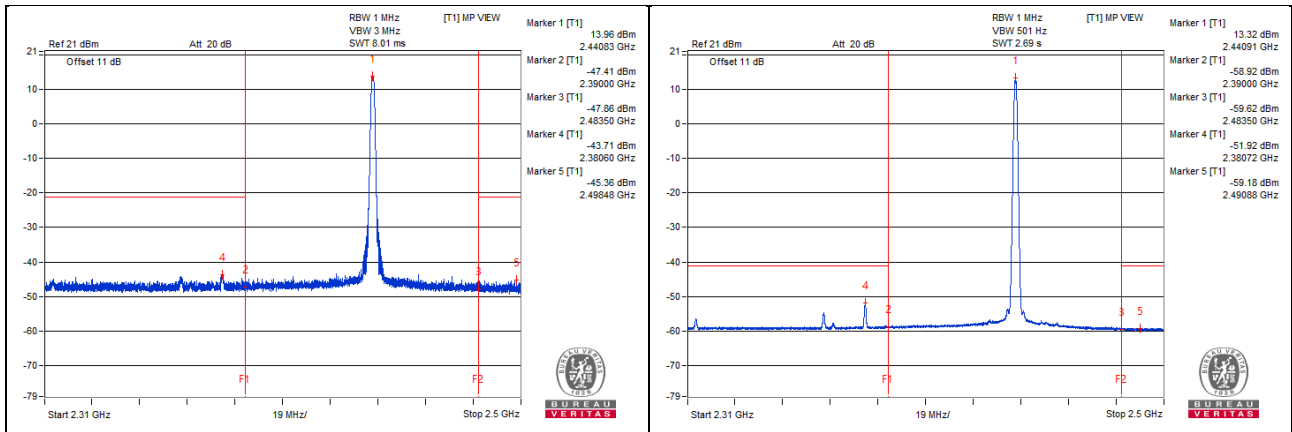 RBW 1 MHz [T1] MP VIEW
VBW 3 MHz
Ref 21 dBm Att 20 dB SWT 8.01 ms
Offset 11 dB
21
10
0
-10
-20
-30
-40
-50
-60
-70
-79
1
4
2
3
5
F1
F2
Start 2.31 GHz 19 MHz/ Stop 2.5 GHz
Marker 1 [T1]
13.96 dBm
2.44083 GHz
Marker 2 [T1]
-47.41 dBm
2.39000 GHz
Marker 3 [T1]
-47.86 dBm
2.48350 GHz
Marker 4 [T1]
-43.71 dBm
2.38060 GHz
Marker 5 [T1]
-45.36 dBm
2.49848 GHz
BUREAU VERITAS
1828
BUREAU
VERITAS
RBW 1 MHz [T1] MP VIEW
VBW 501 Hz
Ref 21 dBm Att 20 dB SWT 2.69 s
Offset 11 dB
21
10
0
-10
-20
-30
-40
-50
-60
-70
-79
1
4
2
3
5
F1
F2
Start 2.31 GHz 19 MHz/ Stop 2.5 GHz
Marker 1 [T1]
13.32 dBm
2.44091 GHz
Marker 2 [T1]
-58.92 dBm
2.39000 GHz
Marker 3 [T1]
-59.62 dBm
2.48350 GHz
Marker 4 [T1]
-51.92 dBm
2.38072 GHz
Marker 5 [T1]
-59.18 dBm
2.49088 GHz
BUREAU VERITAS
1828
BUREAU
VERITAS